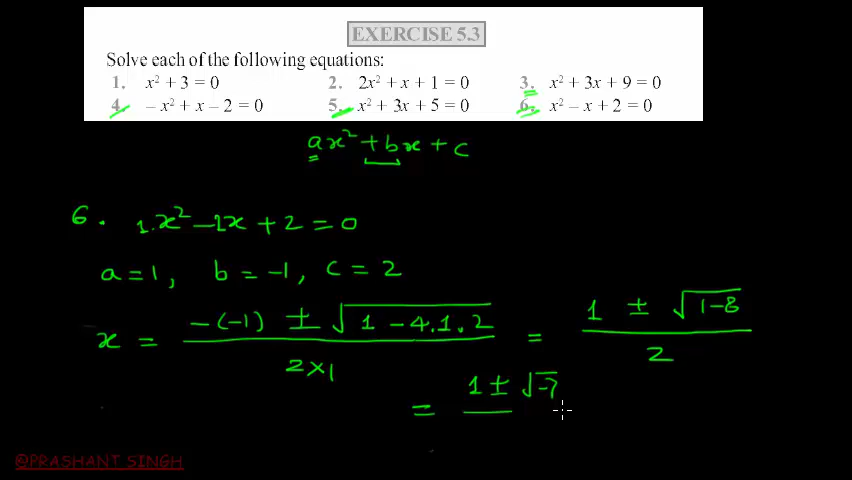 EXERCISE 5.3
Solve each of the following equations:
1. x² + 3 = 0 2. 2x² + x + 1 = 0 3. x² + 3x + 9 = 0
4. – x² + x – 2 = 0 5. x² + 3x + 5 = 0 6. x² – x + 2 = 0
ax² + bx + c
6. 1.x² – 1x + 2 = 0
a = 1, b = -1, c = 2
x = (-(-1) ± √(1 - 4.1.2)) / (2×1) = (1 ± √(1-8)) / 2
= 1 ± √-7
@PRASHANT SINGH